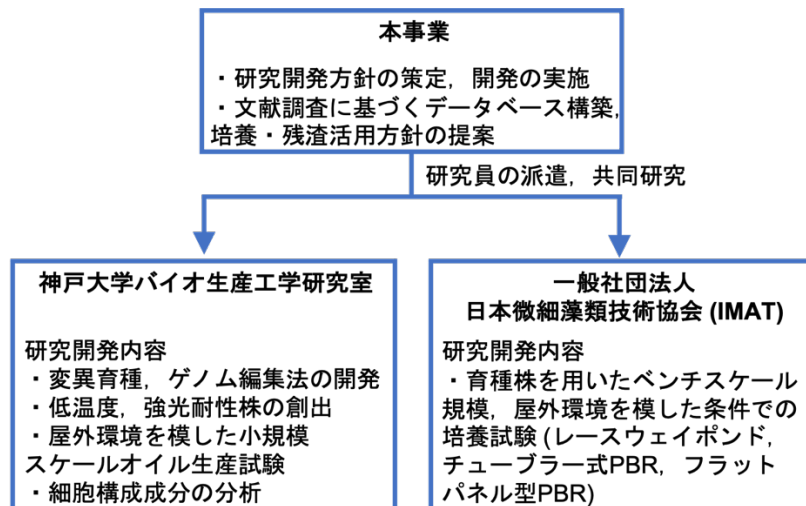 本事業
・研究開発方針の策定，開発の実施
・文献調査に基づくデータベース構築，
培養・残渣活用方針の提案
研究員の派遣，共同研究
神戸大学バイオ生産工学研究室
研究開発内容
・変異育種，ゲノム編集法の開発
・低温度，強光耐性株の創出
・屋外環境を模した小規模
スケールオイル生産試験
・細胞構成成分の分析
一般社団法人
日本微細藻類技術協会 (IMAT)
研究開発内容
・育種株を用いたベンチスケール
規模，屋外環境を模した条件での
培養試験 (レースウェイポンド，
チューブラー式PBR，フラット
パネル型PBR)